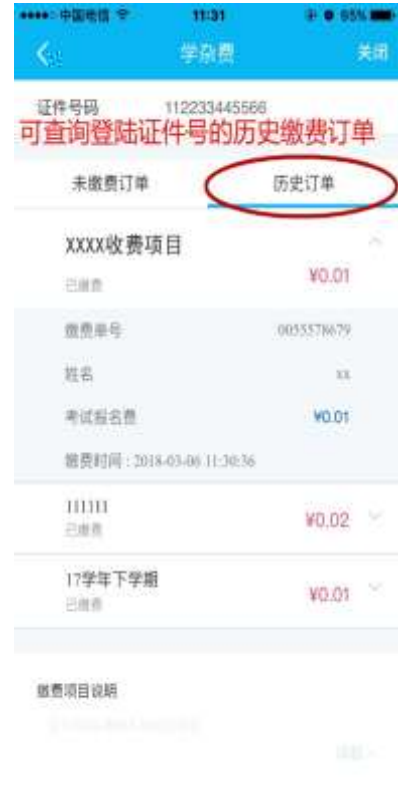 中国电信 11:31 65%
学杂费 关闭
证件号码 112233445566
可查询登陆证件号的历史缴费订单
未缴费订单 历史订单
XXXX收费项目
已缴费 ¥0.01
缴费单号 0055578679
姓名 xx
考试报名费 ¥0.01
缴费时间：2018-03-06 11:30:36
111111
已缴费 ¥0.02
17学年下学期
已缴费 ¥0.01
缴费项目说明